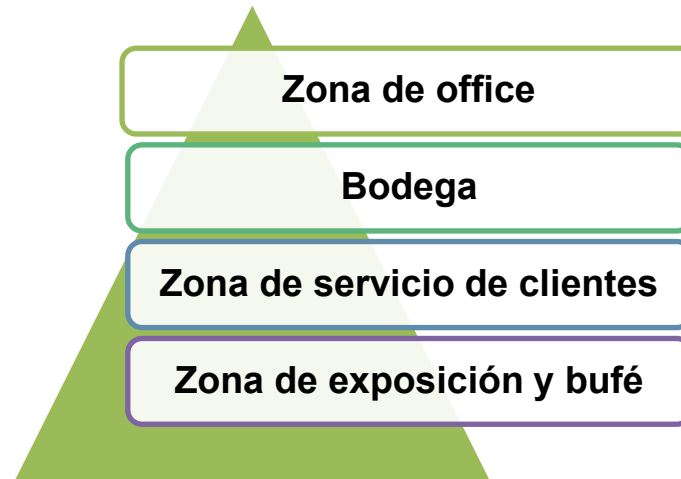 Zona de office
Bodega
Zona de servicio de clientes
Zona de exposición y bufé